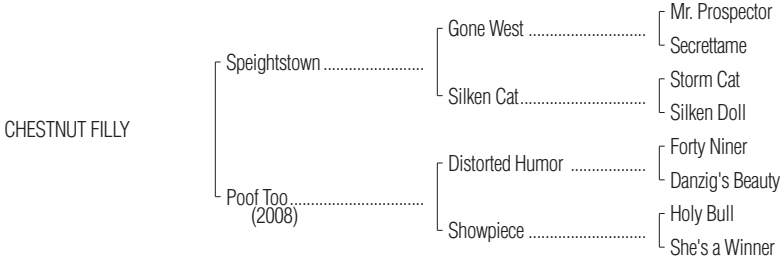 Mr. Prospector
Gone West ..........................
Secrettame
Speightstown ......................
Storm Cat
Silken Cat............................
Silken Doll
CHESTNUT FILLY
Forty Niner
Distorted Humor ................
Danzig's Beauty
Poof Too.............................
(2008)
Holy Bull
Showpiece ..........................
She's a Winner